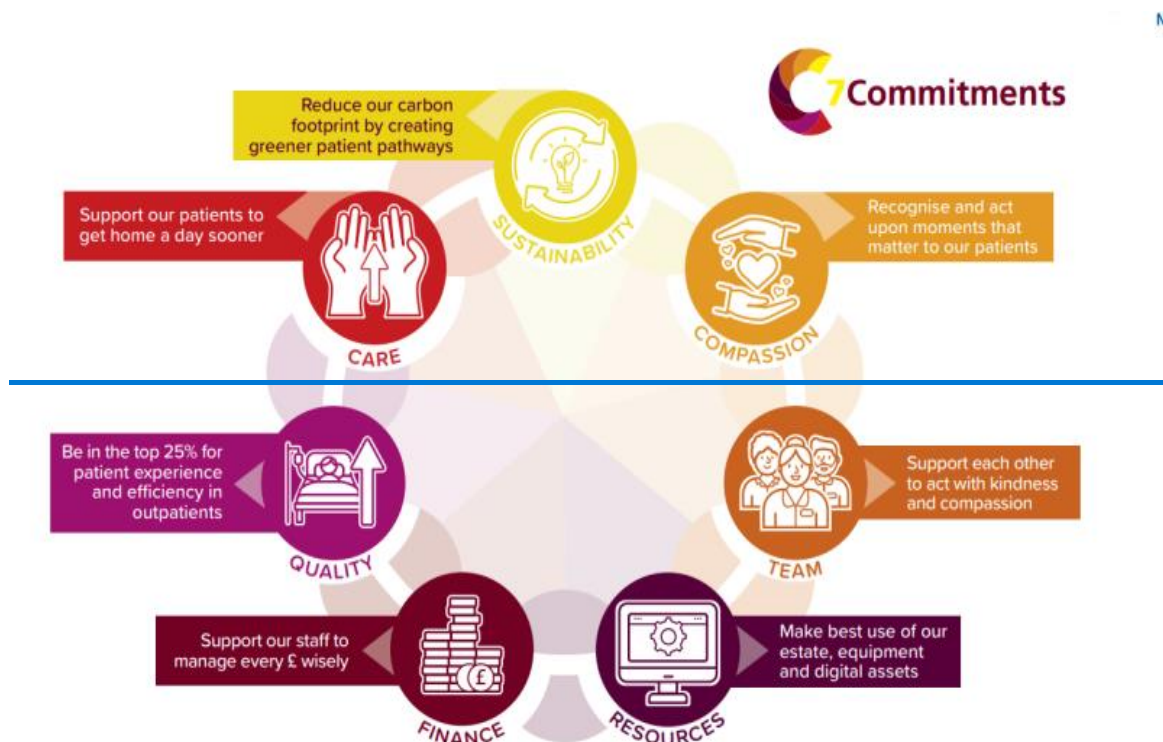 M
7Commitments
Reduce our carbon
footprint by creating
greener patient pathways
SUSTAINABILITY
Support our patients to
get home a day sooner
CARE
Recognise and act
upon moments that
matter to our patients
COMPASSION
Be in the top 25% for
patient experience
and efficiency in
outpatients
QUALITY
Support each other
to act with kindness
and compassion
TEAM
Support our staff to
manage every £ wisely
£
FINANCE
Make best use of our
estate, equipment
and digital assets
RESOURCES